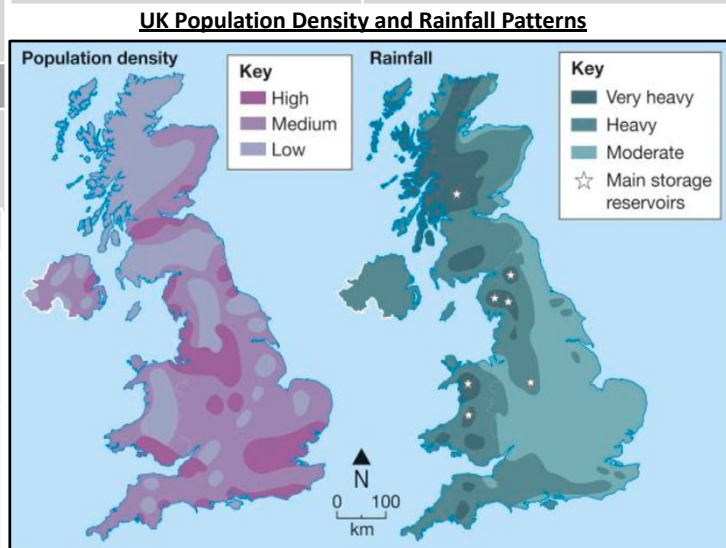 UK Population Density and Rainfall Patterns
Population density
Key
High
Medium
Low
Rainfall
Key
Very heavy
Heavy
Moderate
Main storage
reservoirs
N
0 100
km